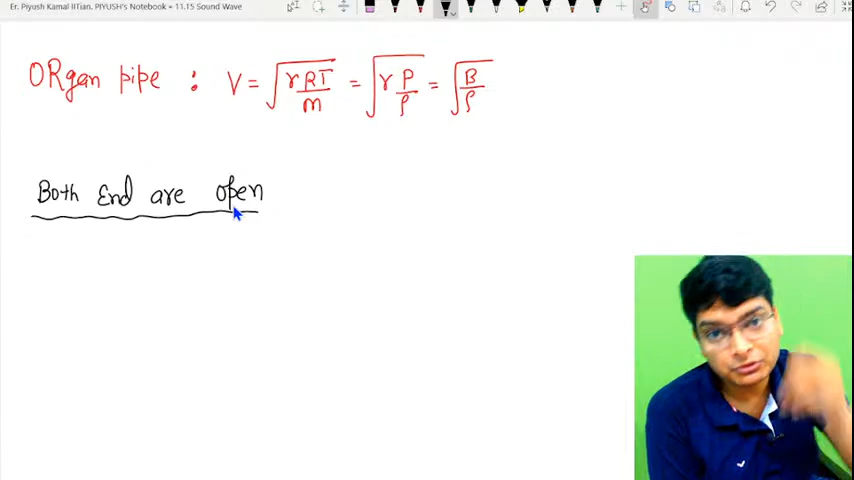 Er. Piyush Kamal IITian. PIYUSH's Notebook » 11.15 Sound Wave
ORgan pipe : V = √(γRT/m) = √(γP/ρ) = √(B/ρ)
Both End are open